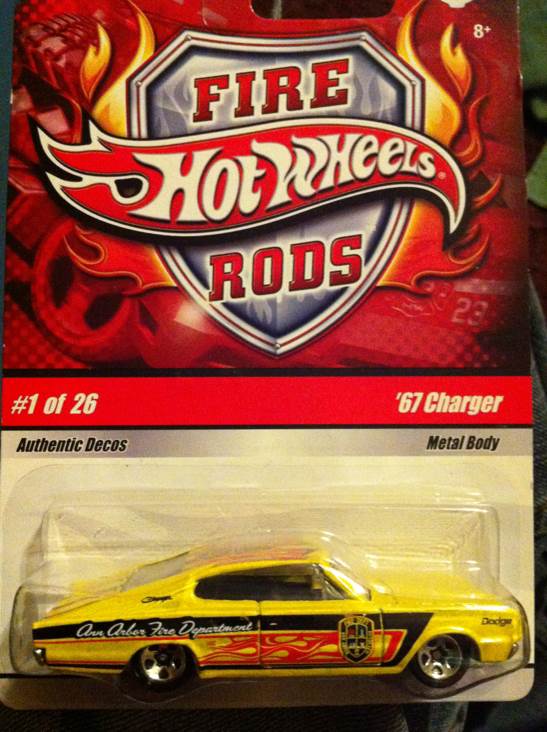 8+
FIRE
Hot Wheels®
RODS
23
#1 of 26 '67 Charger
Authentic Decos Metal Body
Ann Arbor Fire Department
Dodge